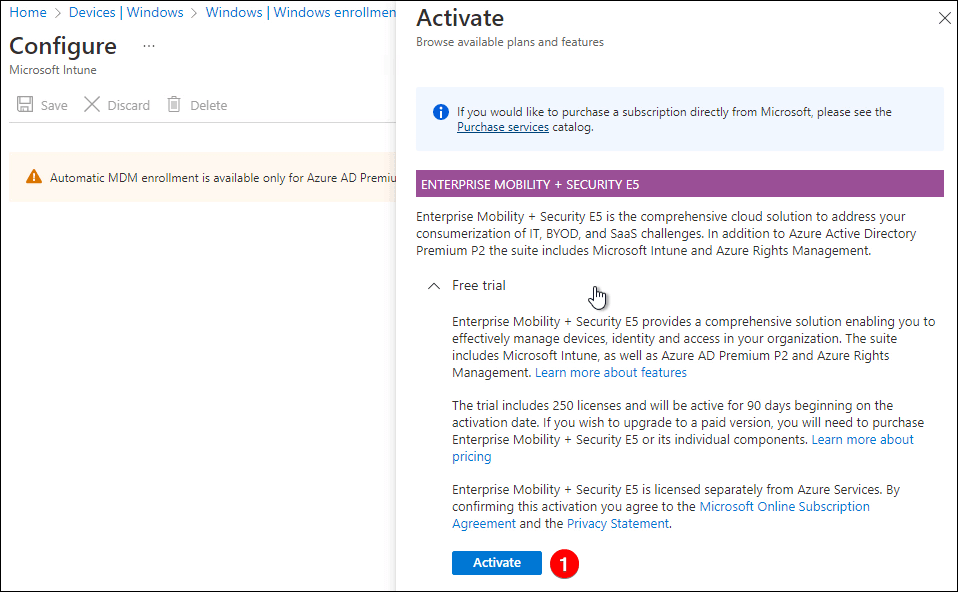 Home > Devices | Windows > Windows | Windows enrollmen
Configure ...
Microsoft Intune
Save Discard Delete
Automatic MDM enrollment is available only for Azure AD Premiu
Activate
Browse available plans and features
If you would like to purchase a subscription directly from Microsoft, please see the
Purchase services catalog.
ENTERPRISE MOBILITY + SECURITY E5
Enterprise Mobility + Security E5 is the comprehensive cloud solution to address your
consumerization of IT, BYOD, and SaaS challenges. In addition to Azure Active Directory
Premium P2 the suite includes Microsoft Intune and Azure Rights Management.
Free trial
Enterprise Mobility + Security E5 provides a comprehensive solution enabling you to
effectively manage devices, identity and access in your organization. The suite
includes Microsoft Intune, as well as Azure AD Premium P2 and Azure Rights
Management. Learn more about features
The trial includes 250 licenses and will be active for 90 days beginning on the
activation date. If you wish to upgrade to a paid version, you will need to purchase
Enterprise Mobility + Security E5 or its individual components. Learn more about
pricing
Enterprise Mobility + Security E5 is licensed separately from Azure Services. By
confirming this activation you agree to the Microsoft Online Subscription
Agreement and the Privacy Statement.
Activate 1